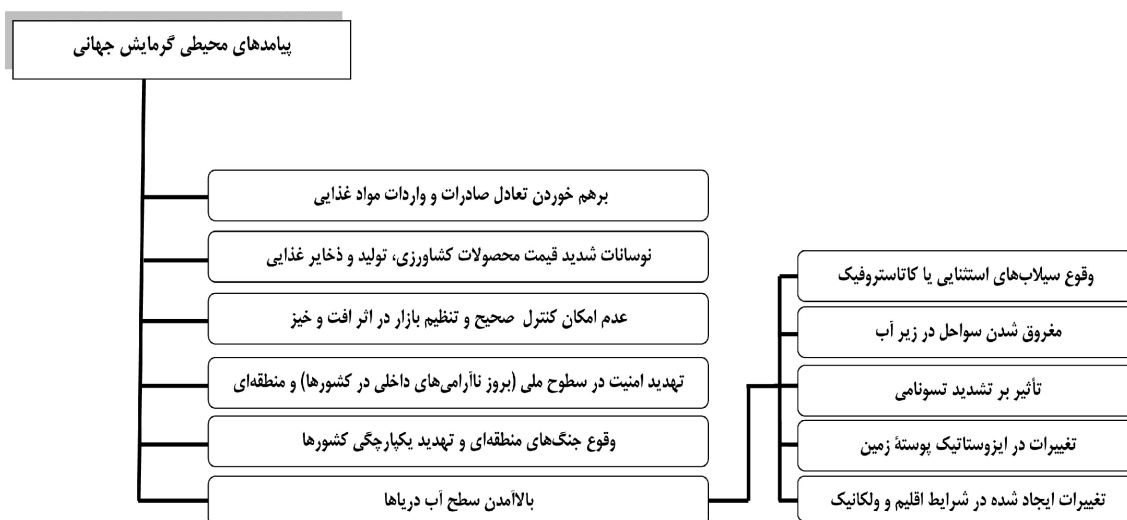 پیامدهای محیطی گرمایش جهانی
برهم خوردن تعادل صادرات و واردات مواد غذایی
نوسانات شدید قیمت محصولات کشاورزی، تولید و ذخایر غذایی
عدم امکان کنترل صحیح و تنظیم بازار در اثر افت و خیز
تهدید امنیت در سطوح ملی (بروز ناآرامی‌های داخلی در کشورها) و منطقه‌ای
وقوع جنگ‌های منطقه‌ای و تهدید یکپارچگی کشورها
بالاآمدن سطح آب دریاها
وقوع سیلاب‌های استثنایی یا کاتاستروفیک
مغروق شدن سواحل در زیر آب
تأثیر بر تشدید تسونامی
تغییرات در ایزوستاتیک پوستهٔ زمین
تغییرات ایجاد شده در شرایط اقلیم و ولکانیک